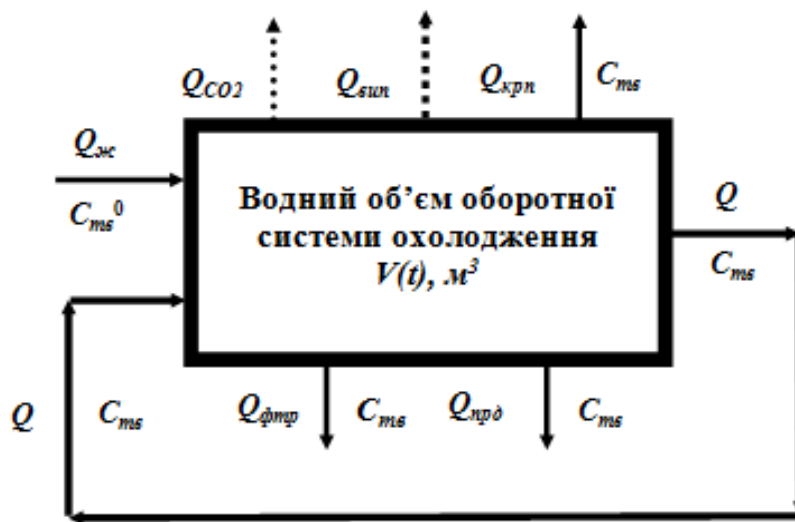 Q_CO2 Q_вип Q_крп C_тв
Q_ж
C_тв^0
Водний об’єм оборотної
системи охолодження
V(t), м³
Q
C_тв
Q C_тв
Q_фтр C_тв Q_прд C_тв